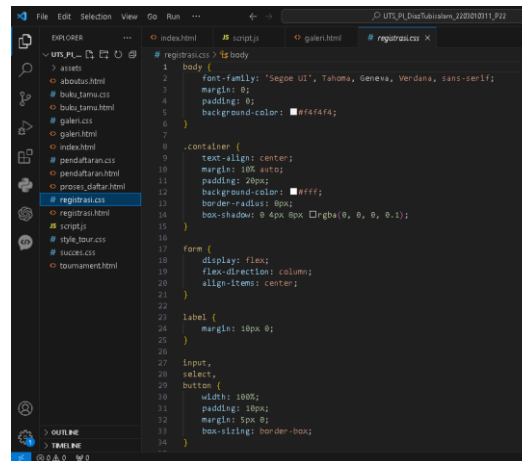 File Edit Selection View Go Run ··· UTS_PI_DiazTubissalam_2203010311_P22
EXPLORER ···
index.html JS script.js galeri.html # registrasi.css ×
UTS_PI_...
# registrasi.css > body
> assets
aboutus.html
# buku_tamu.css
buku_tamu.html
# galeri.css
galeri.html
index.html
# pendaftaran.css
pendaftaran.html
proses_daftar.html
# registrasi.css
registrasi.html
JS script.js
# style_tour.css
# succes.css
tournament.html
1 body {
2 font-family: 'Segoe UI', Tahoma, Geneva, Verdana, sans-serif;
3 margin: 0;
4 padding: 0;
5 background-color: #f4f4f4;
6 }
7
8 .container {
9 text-align: center;
10 margin: 10% auto;
11 padding: 20px;
12 background-color: #fff;
13 border-radius: 8px;
14 box-shadow: 0 4px 8px rgba(0, 0, 0, 0.1);
15 }
16
17 form {
18 display: flex;
19 flex-direction: column;
20 align-items: center;
21 }
22
23 label {
24 margin: 10px 0;
25 }
26
27 input,
28 select,
29 button {
30 width: 100%;
31 padding: 10px;
32 margin: 5px 0;
33 box-sizing: border-box;
34 }
> OUTLINE
> TIMELINE
0 0 0